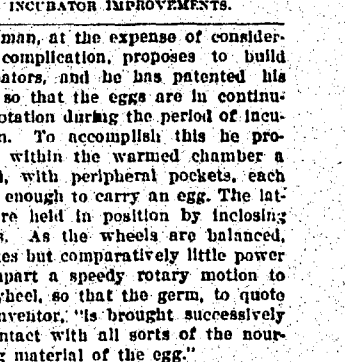 INCUBATOR IMPROVEMENTS.
man, at the expense of consider-
complication, proposes to build
ators, and he has patented his
so that the eggs are in continu-
otation during the period of incu-
n. To accomplish this he pro-
within the warmed chamber a
l, with peripheral pockets, each
enough to carry an egg. The lat-
re held in position by inclosing
s. As the wheels are balanced,
es but comparatively little power
mpart a speedy rotary motion to
wheel, so that the germ, to quote
nventor, "is brought successively
ntact with all sorts of the nour-
g material of the egg."